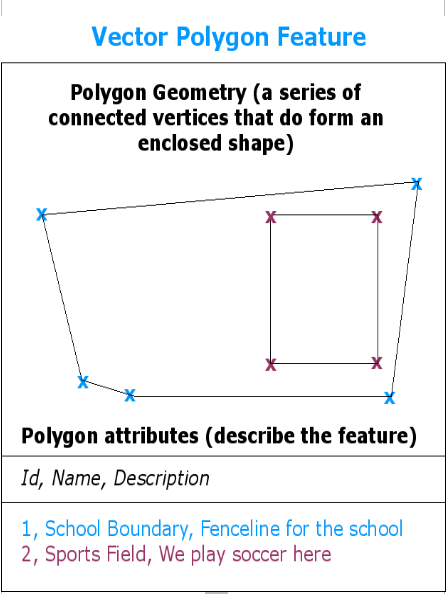 Vector Polygon Feature
Polygon Geometry (a series of
connected vertices that do form an
enclosed shape)
X
X
X
X
X
X
X
X
X
Polygon attributes (describe the feature)
Id, Name, Description
1, School Boundary, Fenceline for the school
2, Sports Field, We play soccer here